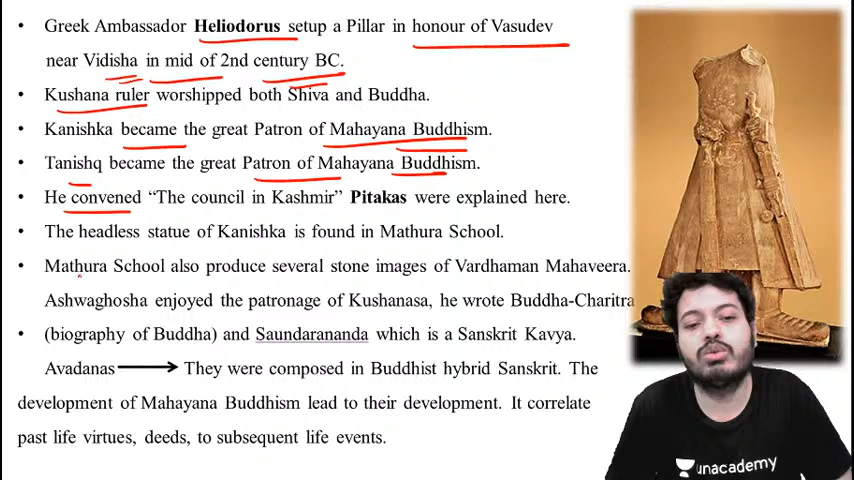 • Greek Ambassador Heliodorus setup a Pillar in honour of Vasudev
near Vidisha in mid of 2nd century BC.
• Kushana ruler worshipped both Shiva and Buddha.
• Kanishka became the great Patron of Mahayana Buddhism.
• Tanishq became the great Patron of Mahayana Buddhism.
• He convened “The council in Kashmir” Pitakas were explained here.
• The headless statue of Kanishka is found in Mathura School.
• Mathura School also produce several stone images of Vardhaman Mahaveera.
Ashwaghosha enjoyed the patronage of Kushanasa, he wrote Buddha-Charitra
• (biography of Buddha) and Saundarananda which is a Sanskrit Kavya.
Avadanas → They were composed in Buddhist hybrid Sanskrit. The
development of Mahayana Buddhism lead to their development. It correlate
past life virtues, deeds, to subsequent life events.
unacademy